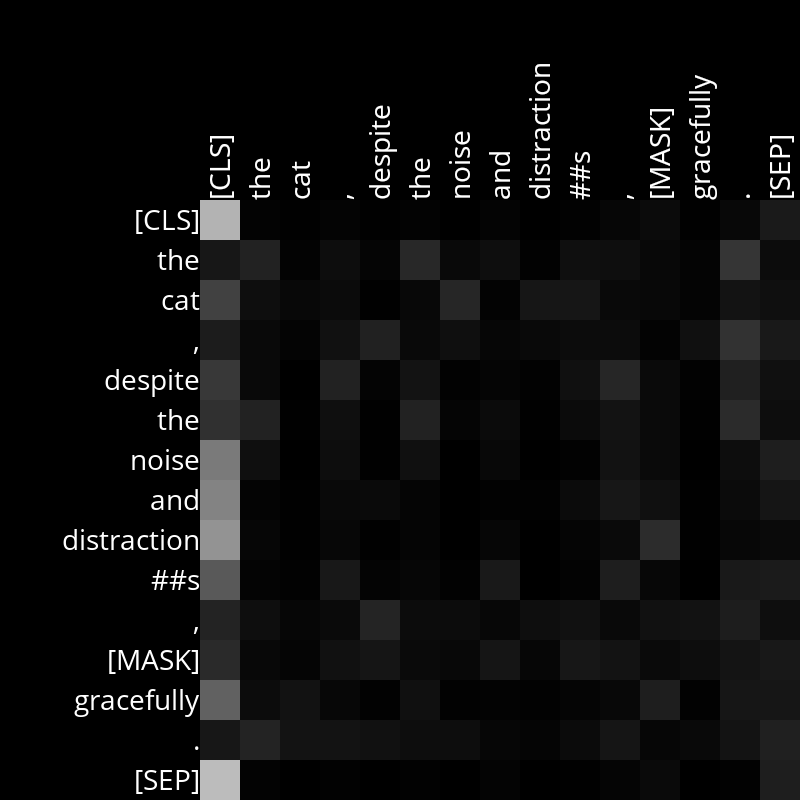 [CLS] the cat , despite the noise and distraction ##s , [MASK] gracefully . [SEP]
[CLS]
the
cat
,
despite
the
noise
and
distraction
##s
,
[MASK]
gracefully
.
[SEP]